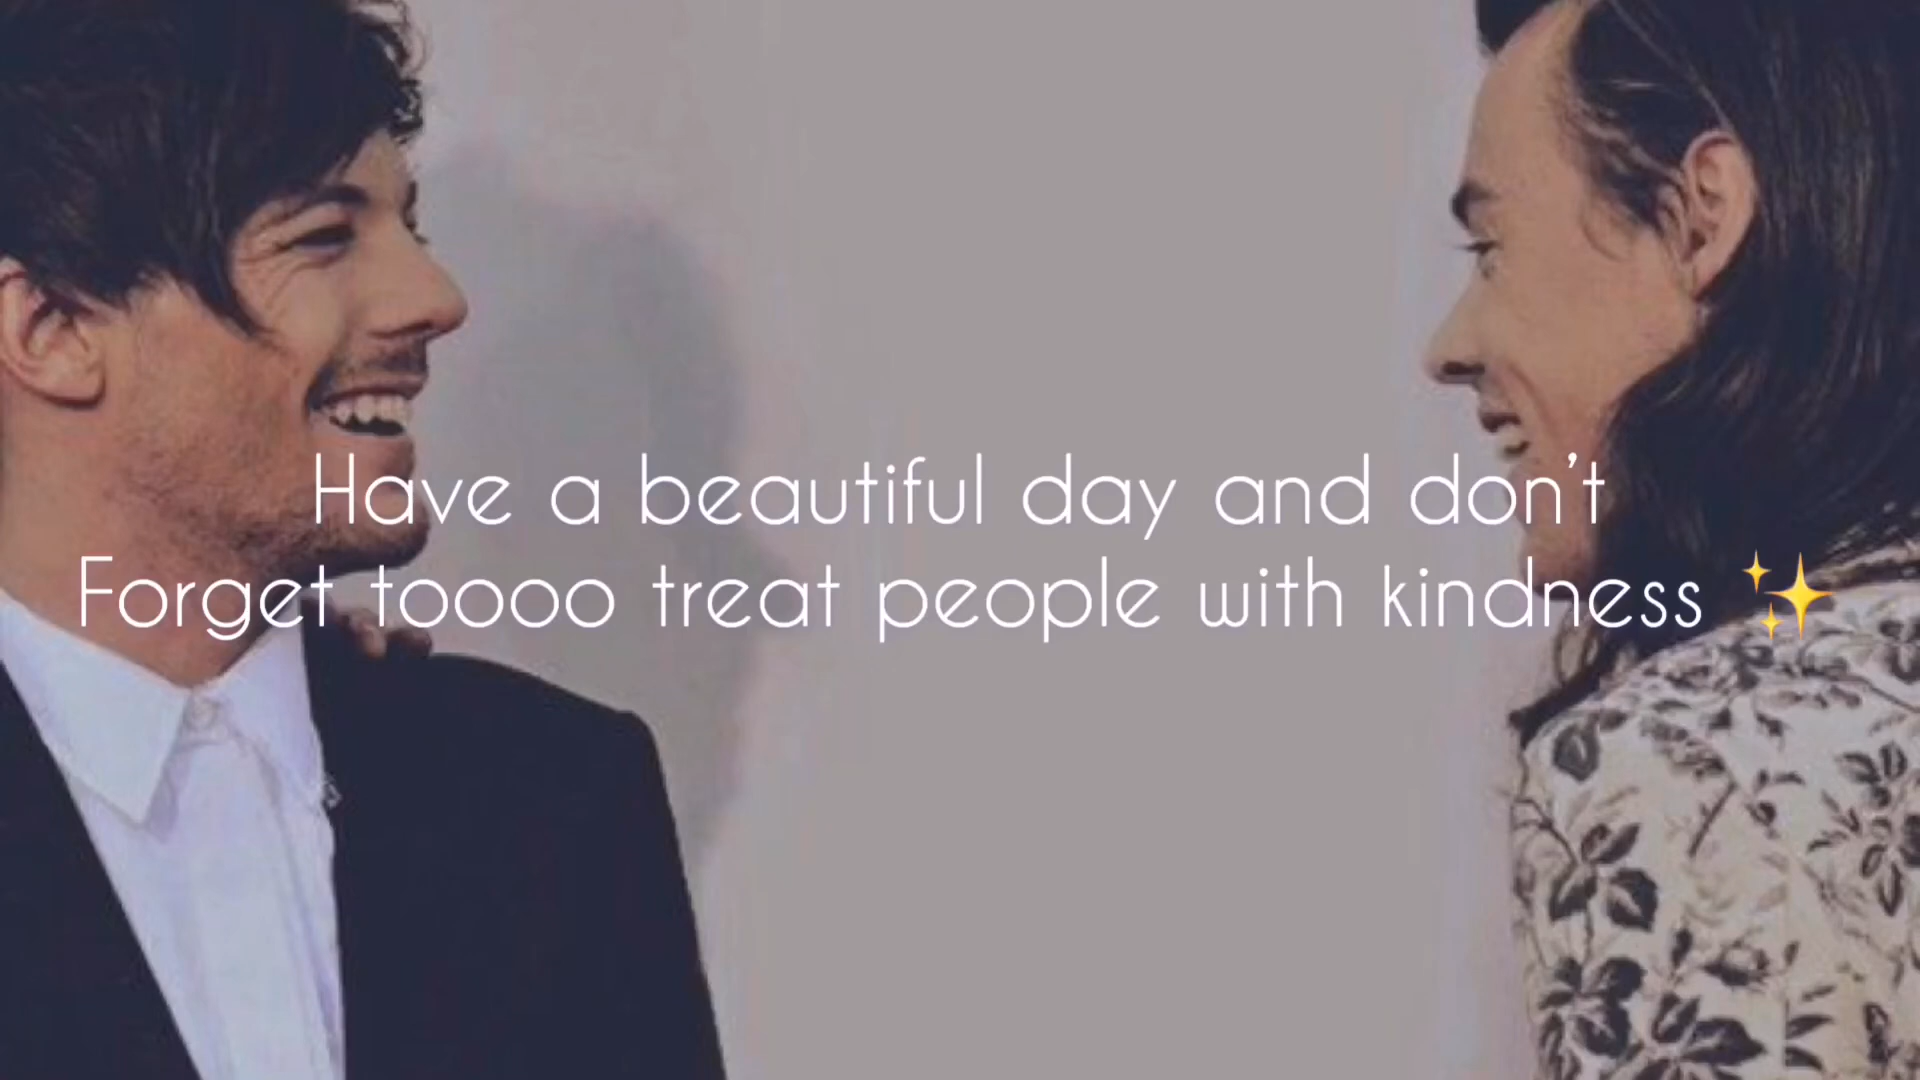 Have a beautiful day and don't
Forget toooo treat people with kindness ✨